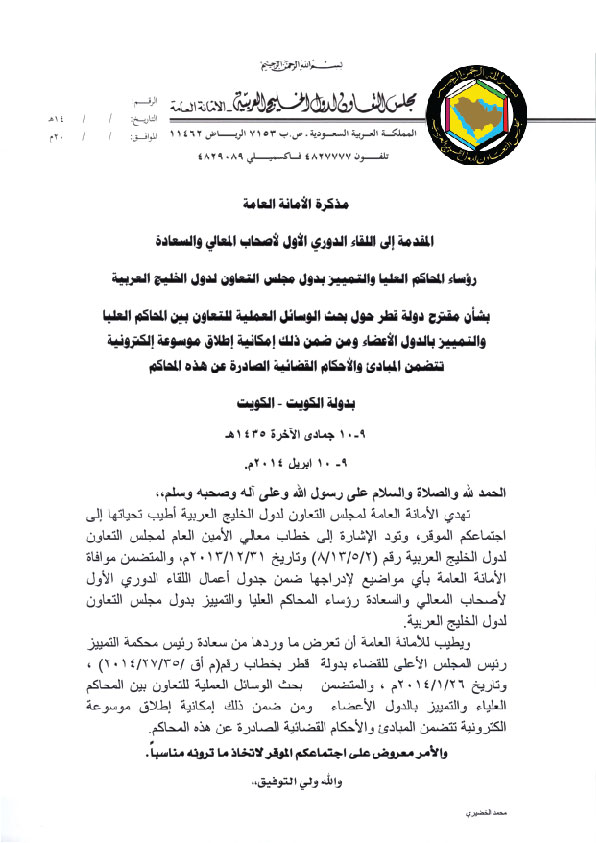 بسم الله الرحمن الرحيم
مجلس التعاون لدول الخليج العربية - الأمانة العامة
الرقم
التاريخ: / / ١٤هـ
الموافق: / / ٢٠م
المملكة العربية السعودية . ص.ب ٧١٥٣ الرياض ١١٤٦٢
تلفون ٤٨٢٧٧٧٧ فاكسميلي ٤٨٢٩٠٨٩
مذكرة الأمانة العامة
المقدمة إلى اللقاء الدوري الأول لأصحاب المعالي والسعادة
رؤساء المحاكم العليا والتمييز بدول مجلس التعاون لدول الخليج العربية
بشأن مقترح دولة قطر حول بحث الوسائل العملية للتعاون بين المحاكم العليا
والتمييز بالدول الأعضاء ومن ضمن ذلك إمكانية إطلاق موسوعة إلكترونية
تتضمن المبادئ والأحكام القضائية الصادرة عن هذه المحاكم
بدولة الكويت - الكويت
٩-١٠ جمادى الآخرة ١٤٣٥هـ
٩- ١٠ ابريل ٢٠١٤م.
الحمد لله والصلاة والسلام على رسول الله وعلى آله وصحبه وسلم،،
تهدي الأمانة العامة لمجلس التعاون لدول الخليج العربية أطيب تحياتها إلى
اجتماعكم الموقر، وتود الإشارة إلى خطاب معالي الأمين العام لمجلس التعاون
لدول الخليج العربية رقم (٨/١٣/٥/٢) وتاريخ ٢٠١٣/١٢/٣١م، والمتضمن موافاة
الأمانة العامة بأي مواضيع لإدراجها ضمن جدول أعمال اللقاء الدوري الأول
لأصحاب المعالي والسعادة رؤساء المحاكم العليا والتمييز بدول مجلس التعاون
لدول الخليج العربية.
ويطيب للأمانة العامة أن تعرض ما وردها من سعادة رئيس محكمة التمييز
رئيس المجلس الأعلى للقضاء بدولة قطر بخطاب رقم(م أق /٢٠١٤/٢٧/٣٥) ،
وتاريخ ٢٠١٤/١/٢٦م ، والمتضمن بحث الوسائل العملية للتعاون بين المحاكم
العلياء والتمييز بالدول الأعضاء ومن ضمن ذلك إمكانية إطلاق موسوعة
الكترونية تتضمن المبادئ والأحكام القضائية الصادرة عن هذه المحاكم.
والأمر معروض على اجتماعكم الموقر لاتخاذ ما ترونه مناسباً.
والله ولي التوفيق،،
محمد الخضيري